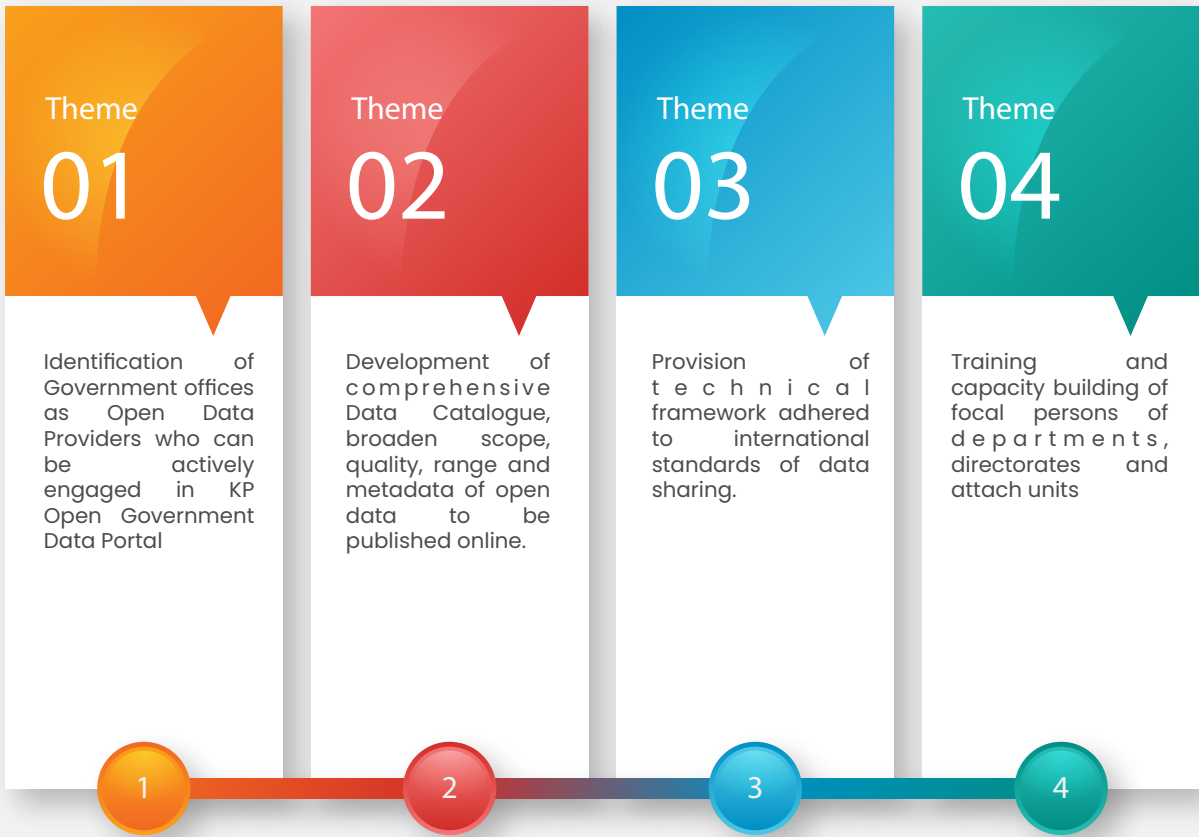 Theme
01
Identification of
Government offices
as Open Data
Providers who can
be actively
engaged in KP
Open Government
Data Portal
1
Theme
02
Development of
comprehensive
Data Catalogue,
broaden scope,
quality, range and
metadata of open
data to be
published online.
2
Theme
03
Provision of
technical
framework adhered
to international
standards of data
sharing.
3
Theme
04
Training and
capacity building of
focal persons of
departments,
directorates and
attach units
4